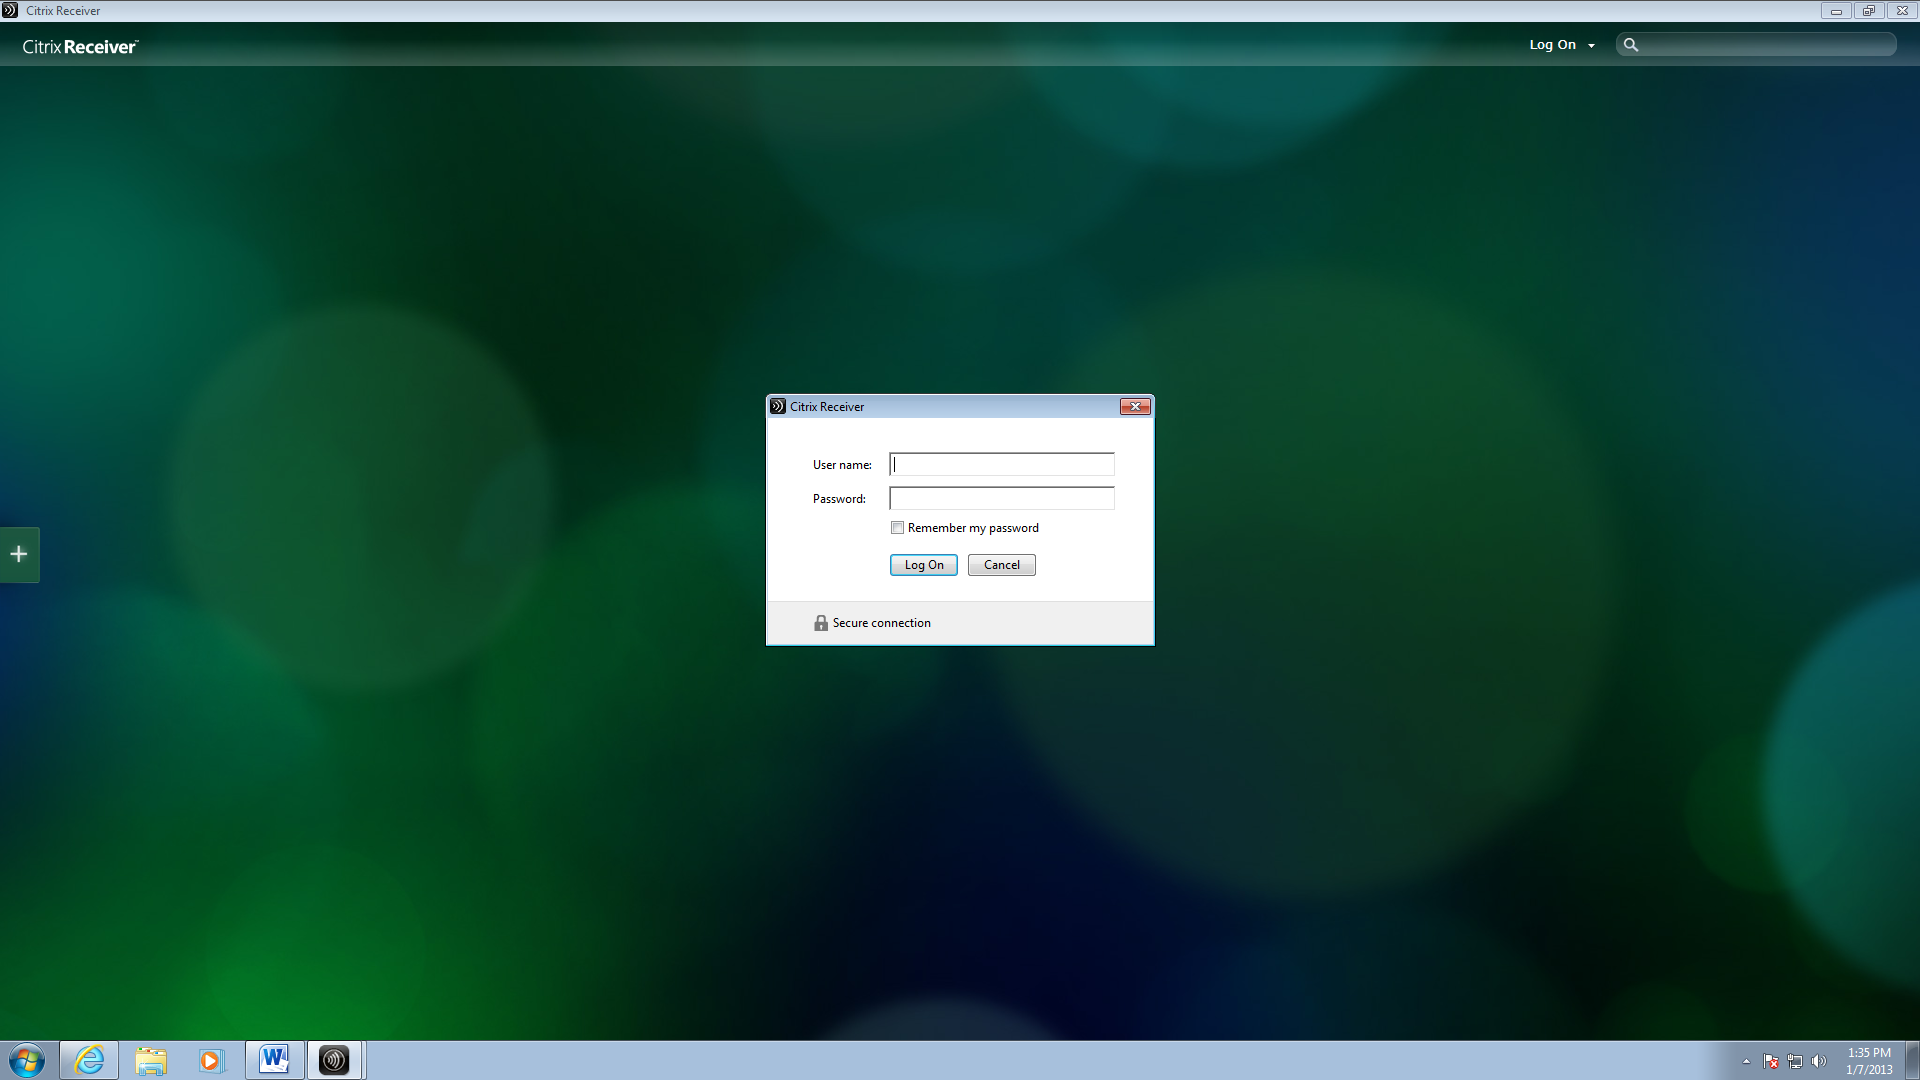 Citrix Receiver
Citrix Receiver™
Log On
Citrix Receiver
User name:
Password:
Remember my password
Log On
Cancel
Secure connection
1:35 PM
1/7/2013